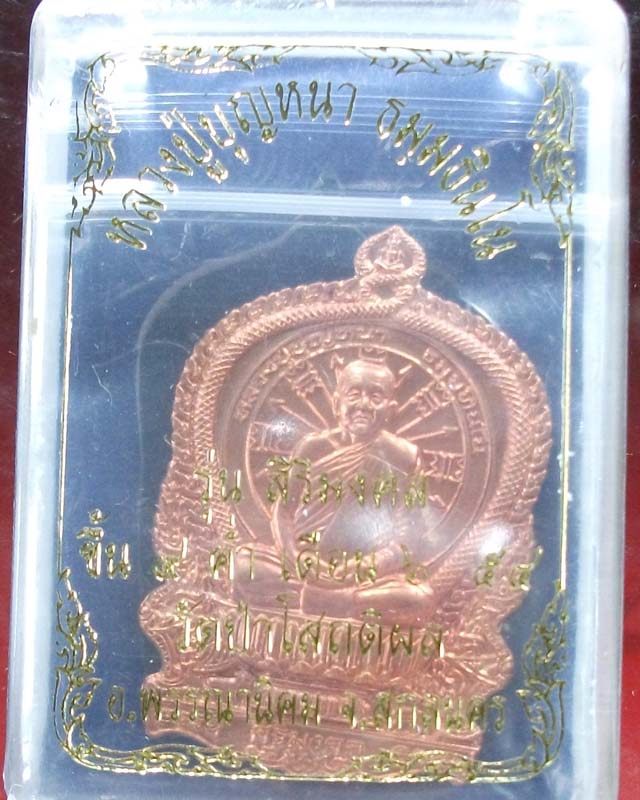 หลวงปู่บุญหนา ธมฺมทินฺโน
รุ่น สิริมงคล
ขึ้น ๙ ค่ำ เดือน ๖ ๕๔
วัดป่าโสตถิผล
อ.พรรณานิคม จ.สกลนคร